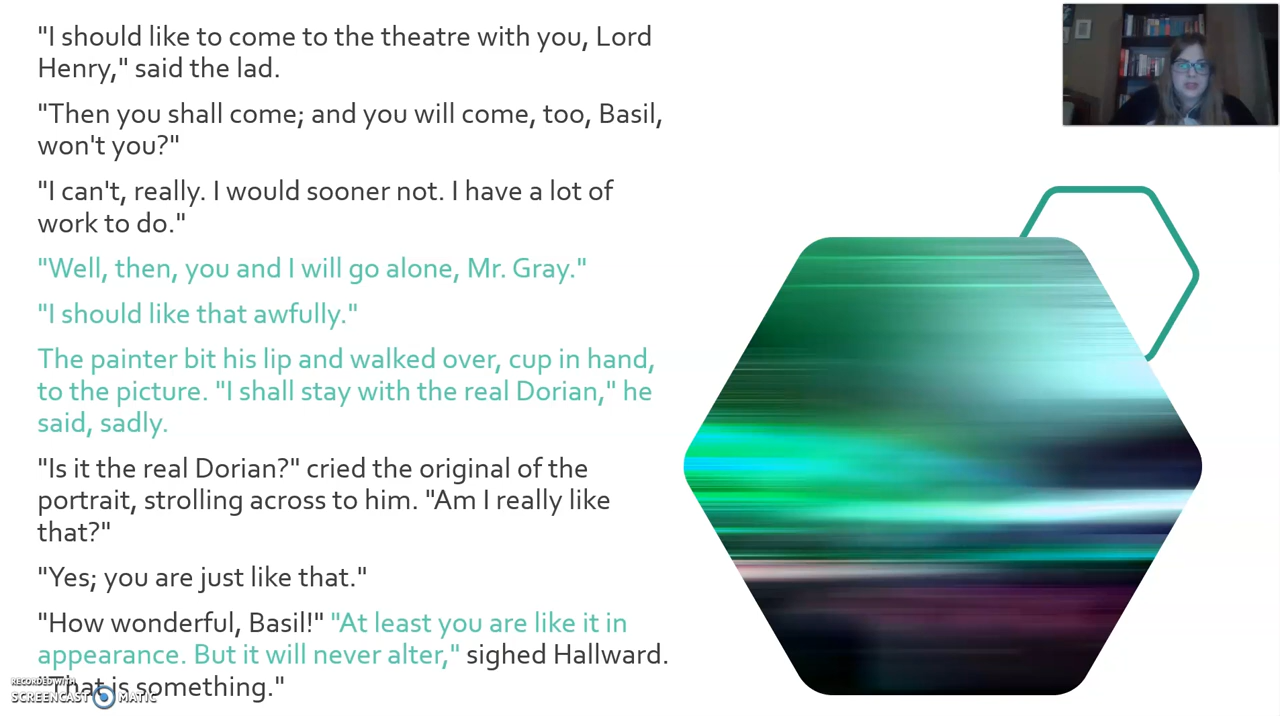 "I should like to come to the theatre with you, Lord
Henry," said the lad.
"Then you shall come; and you will come, too, Basil,
won't you?"
"I can't, really. I would sooner not. I have a lot of
work to do."
"Well, then, you and I will go alone, Mr. Gray."
"I should like that awfully."
The painter bit his lip and walked over, cup in hand,
to the picture. "I shall stay with the real Dorian," he
said, sadly.
"Is it the real Dorian?" cried the original of the
portrait, strolling across to him. "Am I really like
that?"
"Yes; you are just like that."
"How wonderful, Basil!" "At least you are like it in
appearance. But it will never alter," sighed Hallward.
"That is something."
RECORDED WITH
SCREENCAST MATIC